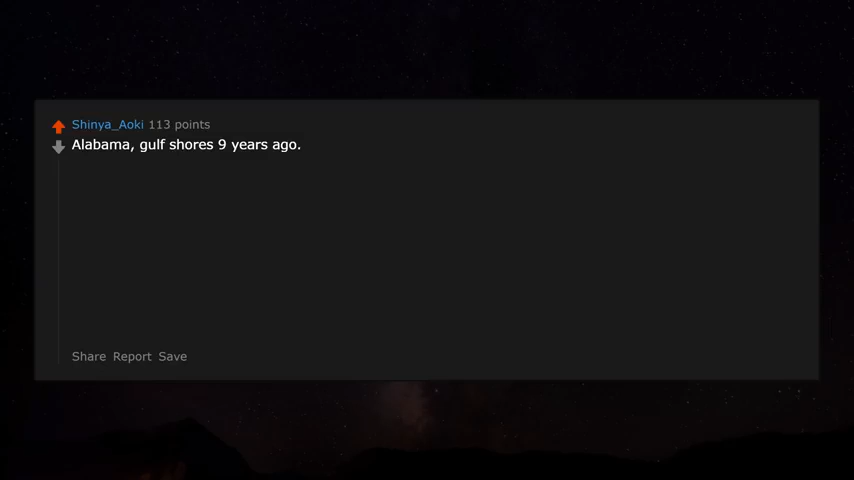 Shinya_Aoki 113 points
Alabama, gulf shores 9 years ago.
Share Report Save